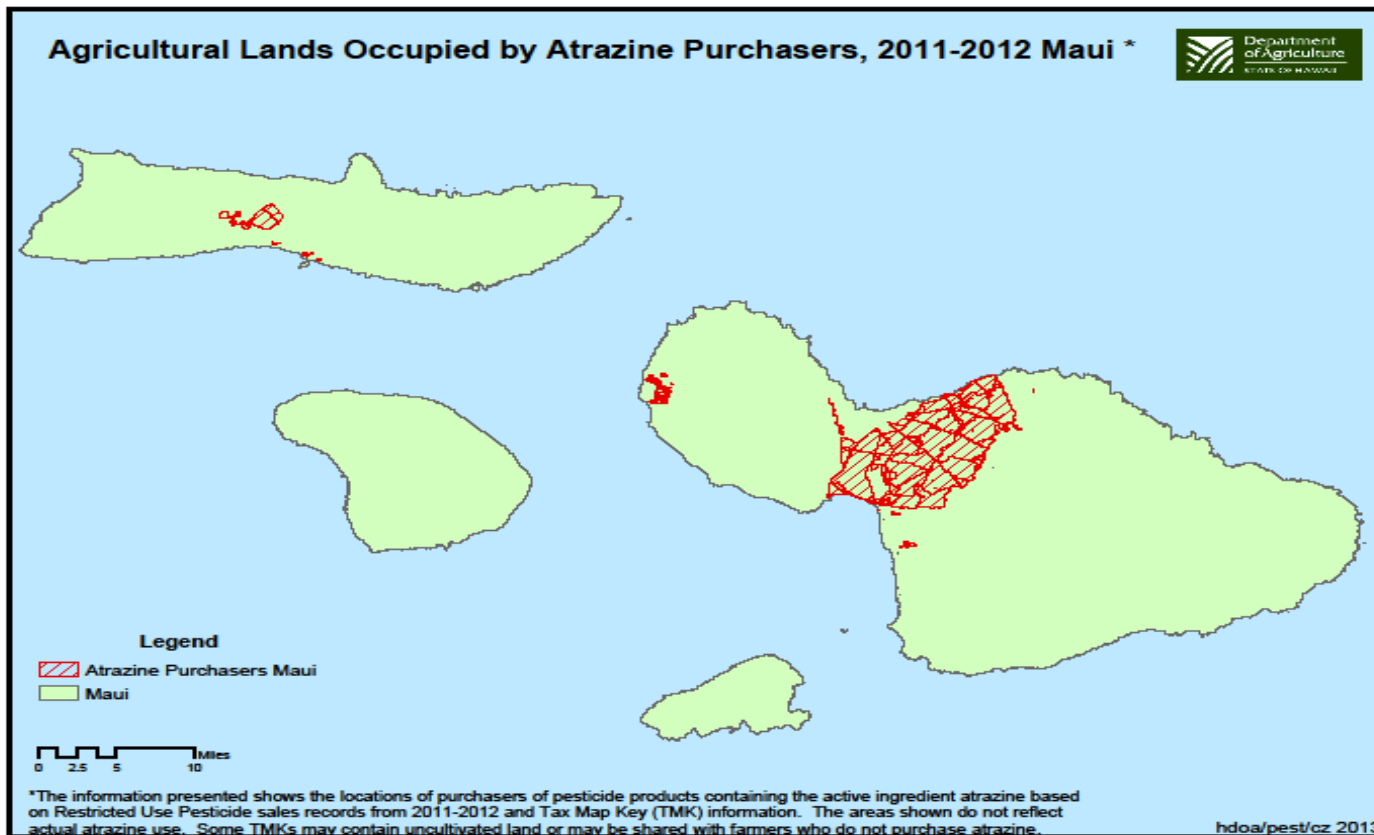 Agricultural Lands Occupied by Atrazine Purchasers, 2011-2012 Maui *
Department
of Agriculture
STATE OF HAWAII
Legend
Atrazine Purchasers Maui
Maui
Miles
0 2.5 5 10
*The information presented shows the locations of purchasers of pesticide products containing the active ingredient atrazine based
on Restricted Use Pesticide sales records from 2011-2012 and Tax Map Key (TMK) information. The areas shown do not reflect
actual atrazine use. Some TMKs may contain uncultivated land or may be shared with farmers who do not purchase atrazine.
hdoa/pest/cz 2013